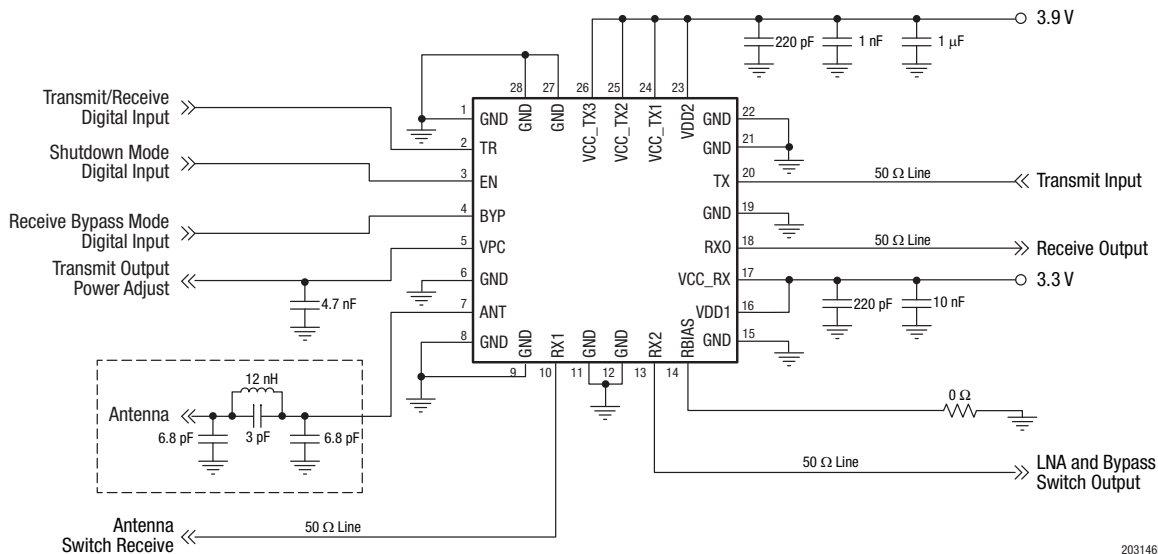 3.9 V
220 pF
1 nF
1 μF
28
27
26
25
24
23
GND
GND
VCC_TX3
VCC_TX2
VCC_TX1
VDD2
Transmit/Receive
Digital Input
1
GND
2
TR
Shutdown Mode
Digital Input
3
EN
Receive Bypass Mode
Digital Input
4
BYP
5
VPC
Transmit Output
Power Adjust
4.7 nF
6
GND
7
ANT
8
GND
GND
22
GND
21
TX
20
50 Ω Line
Transmit Input
GND
19
RXO
18
50 Ω Line
Receive Output
VCC_RX
17
3.3 V
220 pF
10 nF
VDD1
16
GND
15
GND
RX1
GND
GND
RX2
RBIAS
9
10
11
12
13
14
12 nH
Antenna
6.8 pF
3 pF
6.8 pF
0 Ω
50 Ω Line
LNA and Bypass
Switch Output
Antenna
Switch Receive
50 Ω Line
203146